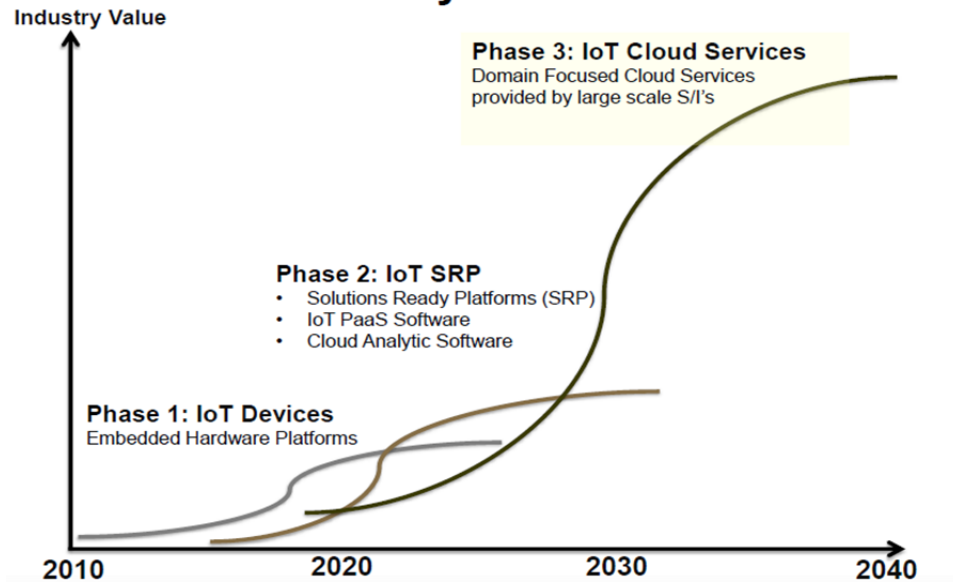 Industry Value
Phase 3: IoT Cloud Services
Domain Focused Cloud Services
provided by large scale S/I's
Phase 2: IoT SRP
• Solutions Ready Platforms (SRP)
• IoT PaaS Software
• Cloud Analytic Software
Phase 1: IoT Devices
Embedded Hardware Platforms
2010 2020 2030 2040